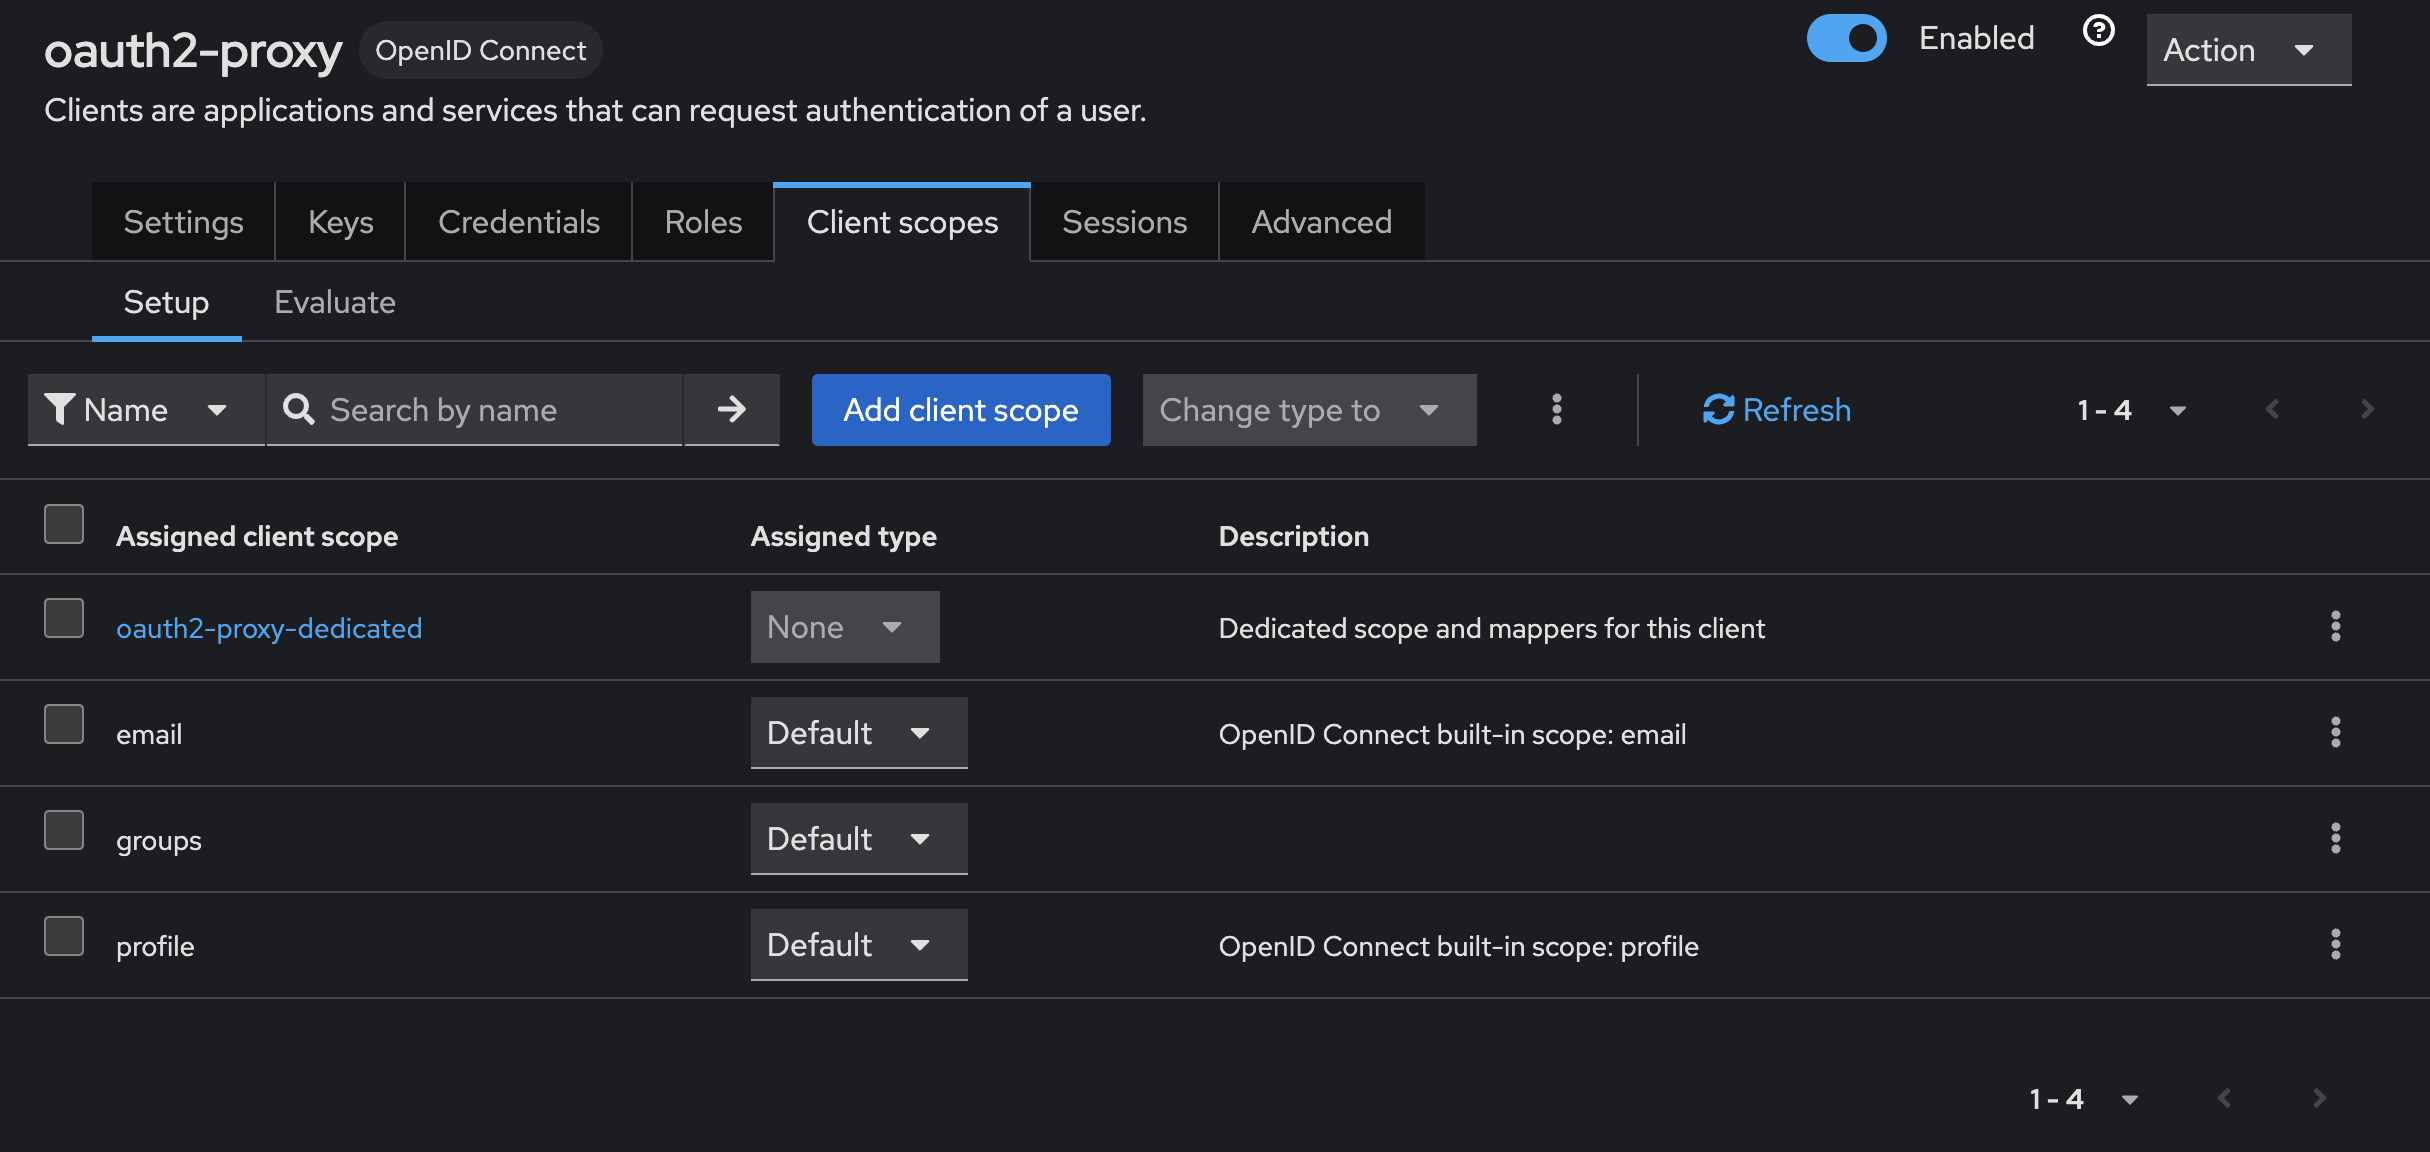 oauth2-proxy OpenID Connect Enabled Action
Clients are applications and services that can request authentication of a user.
Settings Keys Credentials Roles Client scopes Sessions Advanced
Setup Evaluate
Name Search by name Add client scope Change type to Refresh 1 - 4
Assigned client scope Assigned type Description
oauth2-proxy-dedicated None Dedicated scope and mappers for this client
email Default OpenID Connect built-in scope: email
groups Default
profile Default OpenID Connect built-in scope: profile
1 - 4